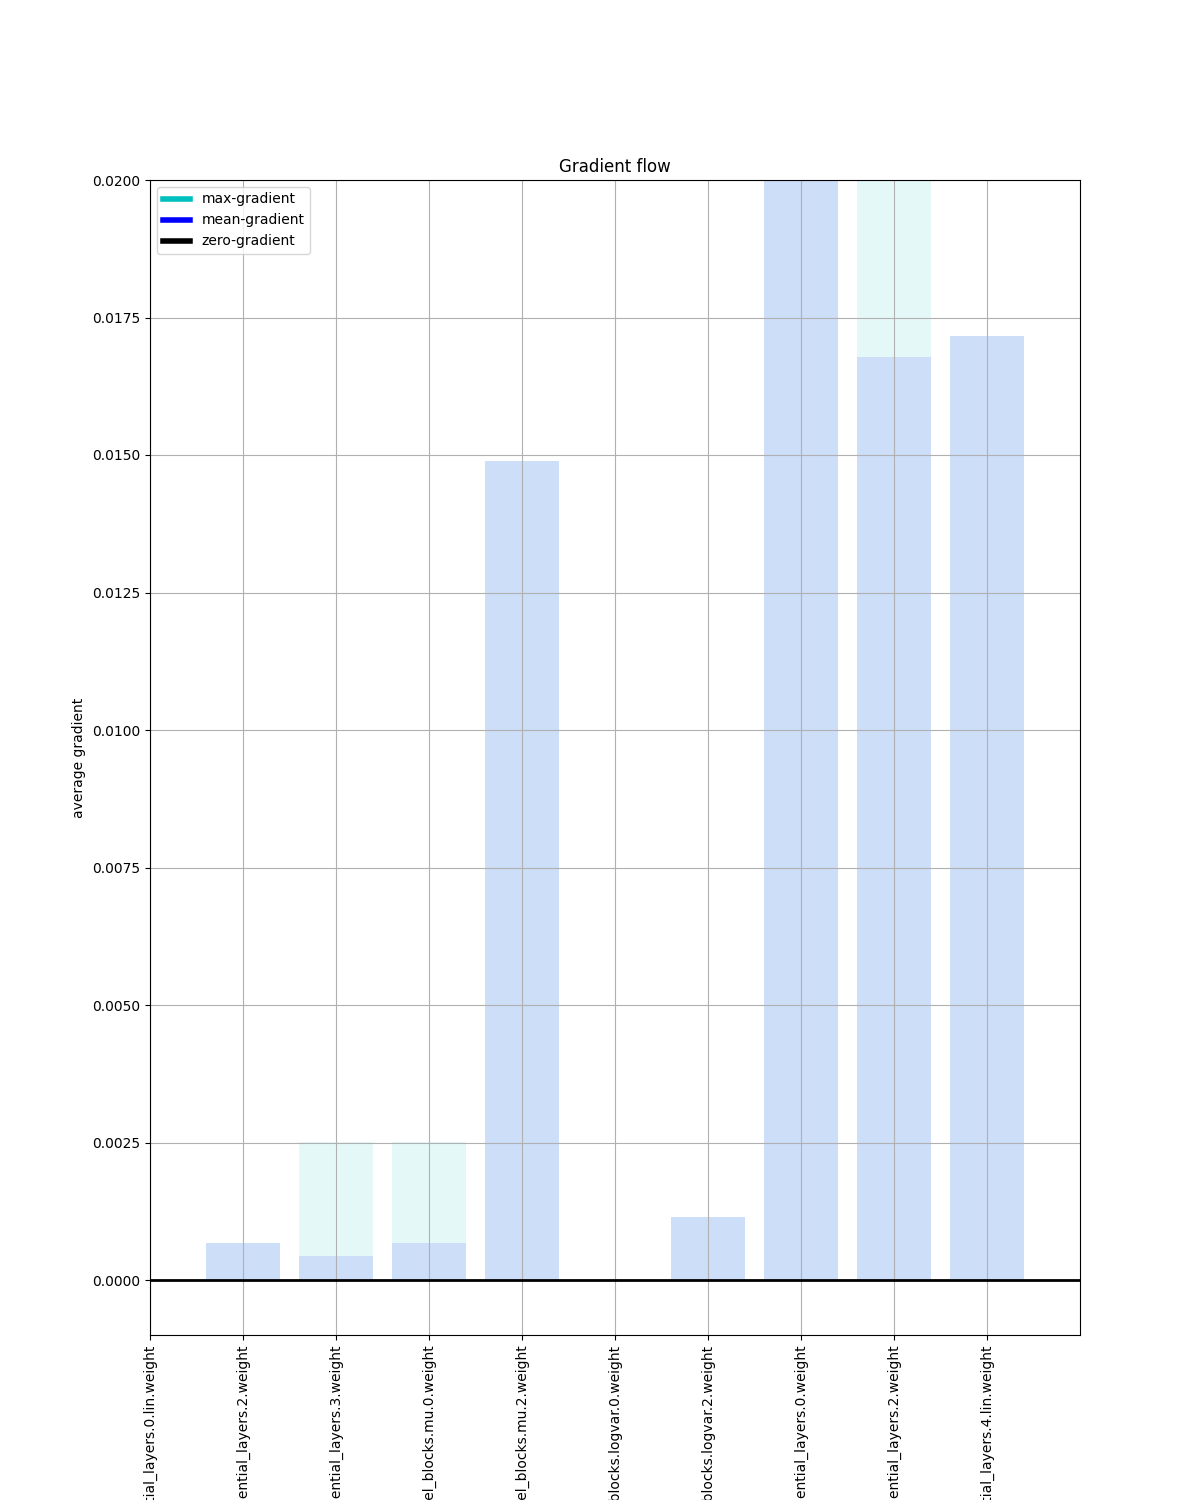 Gradient flow
max-gradient
mean-gradient
zero-gradient
0.0200
0.0175
0.0150
0.0125
0.0100
0.0075
0.0050
0.0025
0.0000
average gradient
tial_layers.0.lin.weight
ential_layers.2.weight
ential_layers.3.weight
el_blocks.mu.0.weight
el_blocks.mu.2.weight
blocks.logvar.0.weight
blocks.logvar.2.weight
ential_layers.0.weight
ential_layers.2.weight
tial_layers.4.lin.weight